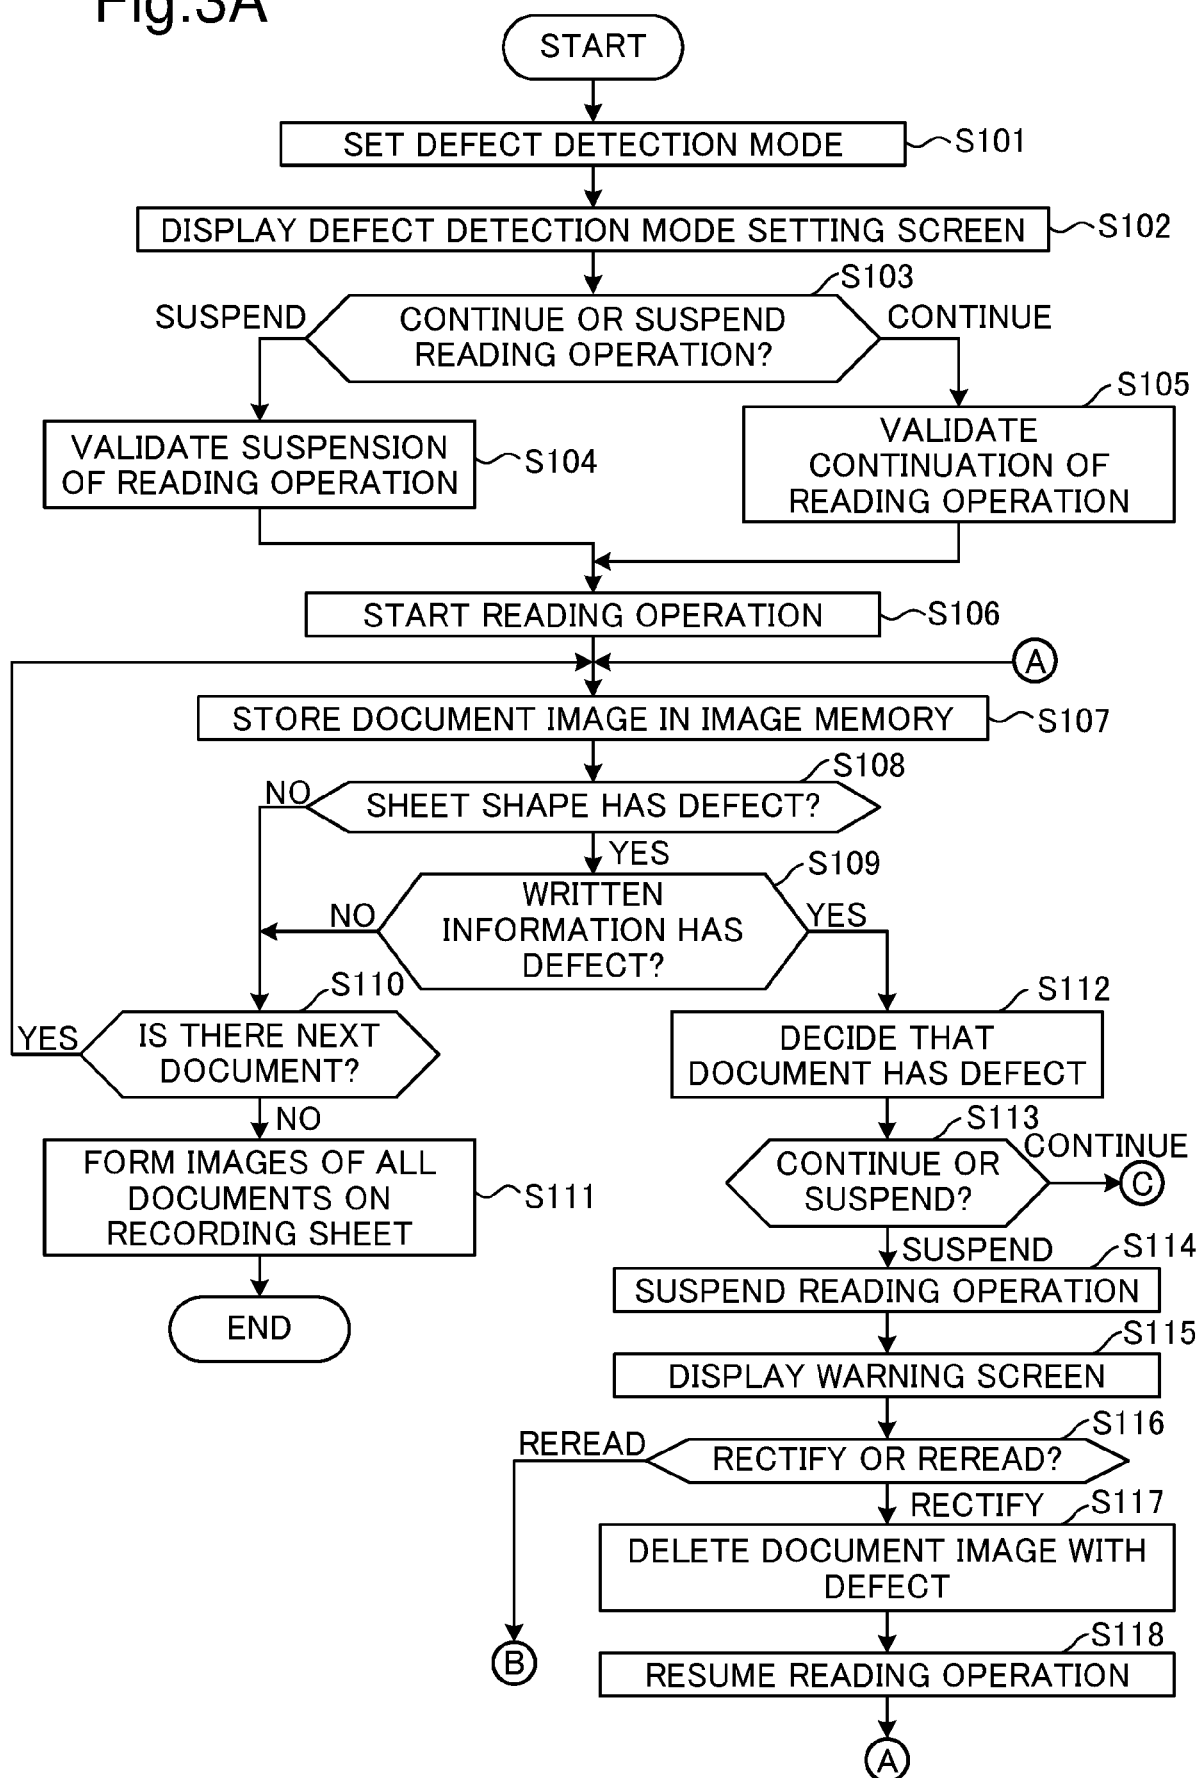 Fig.3A
START
SET DEFECT DETECTION MODE
S101
DISPLAY DEFECT DETECTION MODE SETTING SCREEN
S102
S103
SUSPEND
CONTINUE OR SUSPEND
READING OPERATION?
CONTINUE
VALIDATE SUSPENSION
OF READING OPERATION
S104
S105
VALIDATE
CONTINUATION OF
READING OPERATION
START READING OPERATION
S106
A
STORE DOCUMENT IMAGE IN IMAGE MEMORY
S107
S108
NO
SHEET SHAPE HAS DEFECT?
YES
S109
NO
WRITTEN
INFORMATION HAS
DEFECT?
YES
S110
YES
IS THERE NEXT
DOCUMENT?
NO
S112
DECIDE THAT
DOCUMENT HAS DEFECT
FORM IMAGES OF ALL
DOCUMENTS ON
RECORDING SHEET
S111
END
S113
CONTINUE OR
SUSPEND?
CONTINUE
C
SUSPEND
S114
SUSPEND READING OPERATION
S115
DISPLAY WARNING SCREEN
S116
REREAD
RECTIFY OR REREAD?
RECTIFY
S117
DELETE DOCUMENT IMAGE WITH
DEFECT
B
S118
RESUME READING OPERATION
A